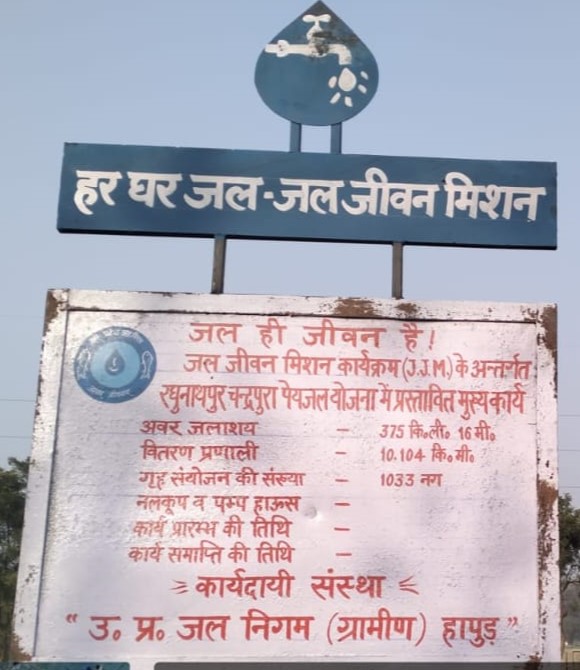 हर घर जल-जल जीवन मिशन
जल ही जीवन है!
जल जीवन मिशन कार्यक्रम (J.J.M.) के अन्तर्गत
रघुनाथपुर चन्द्रपुरा पेयजल योजना में प्रस्तावित मुख्य कार्य
अवर जलाशय - 375 कि०ली० 16 मी०
वितरण प्रणाली - 10.104 कि० मी०
गृह संयोजन की संख्या - 1033 नग
नलकूप व पम्प हाऊस -
कार्य प्रारम्भ की तिथि -
कार्य समाप्ति की तिथि -
कार्यदायी संस्था
"उ० प्र० जल निगम (ग्रामीण) हापुड़"